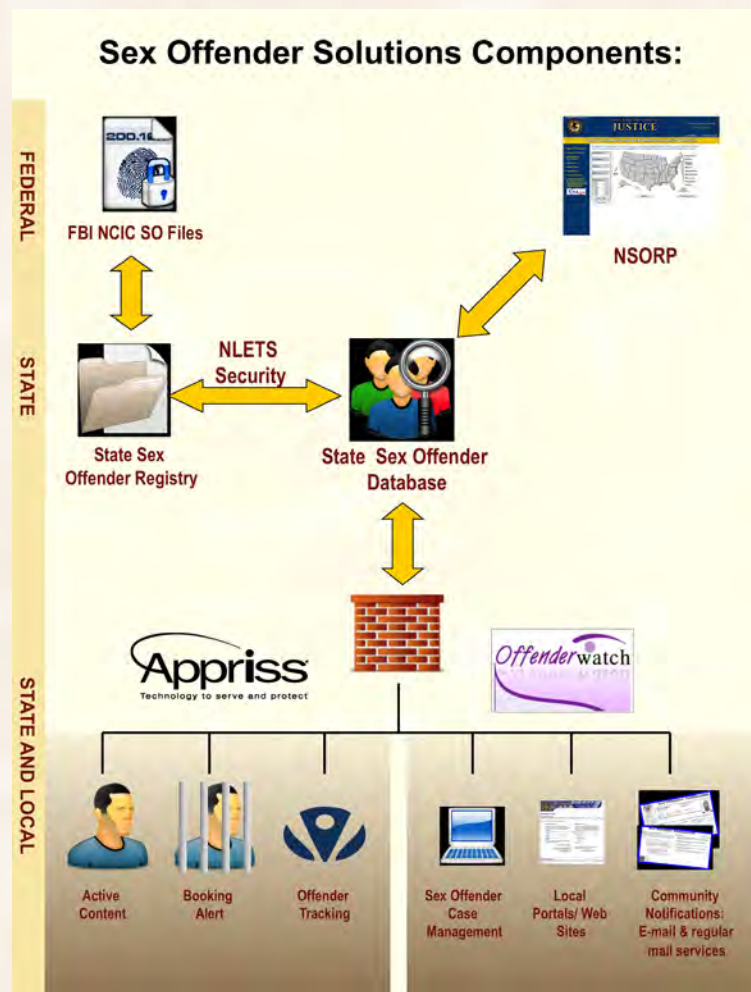 Sex Offender Solutions Components:
FEDERAL
200.1
JUSTICE
FBI NCIC SO Files
NSORP
STATE
NLETS
Security
State Sex
Offender Registry
State Sex Offender
Database
STATE AND LOCAL
Appriss
Technology to serve and protect
Offenderwatch
Active
Content
Booking
Alert
Offender
Tracking
Sex Offender
Case
Management
Local
Portals/ Web
Sites
Community
Notifications:
E-mail & regular
mail services